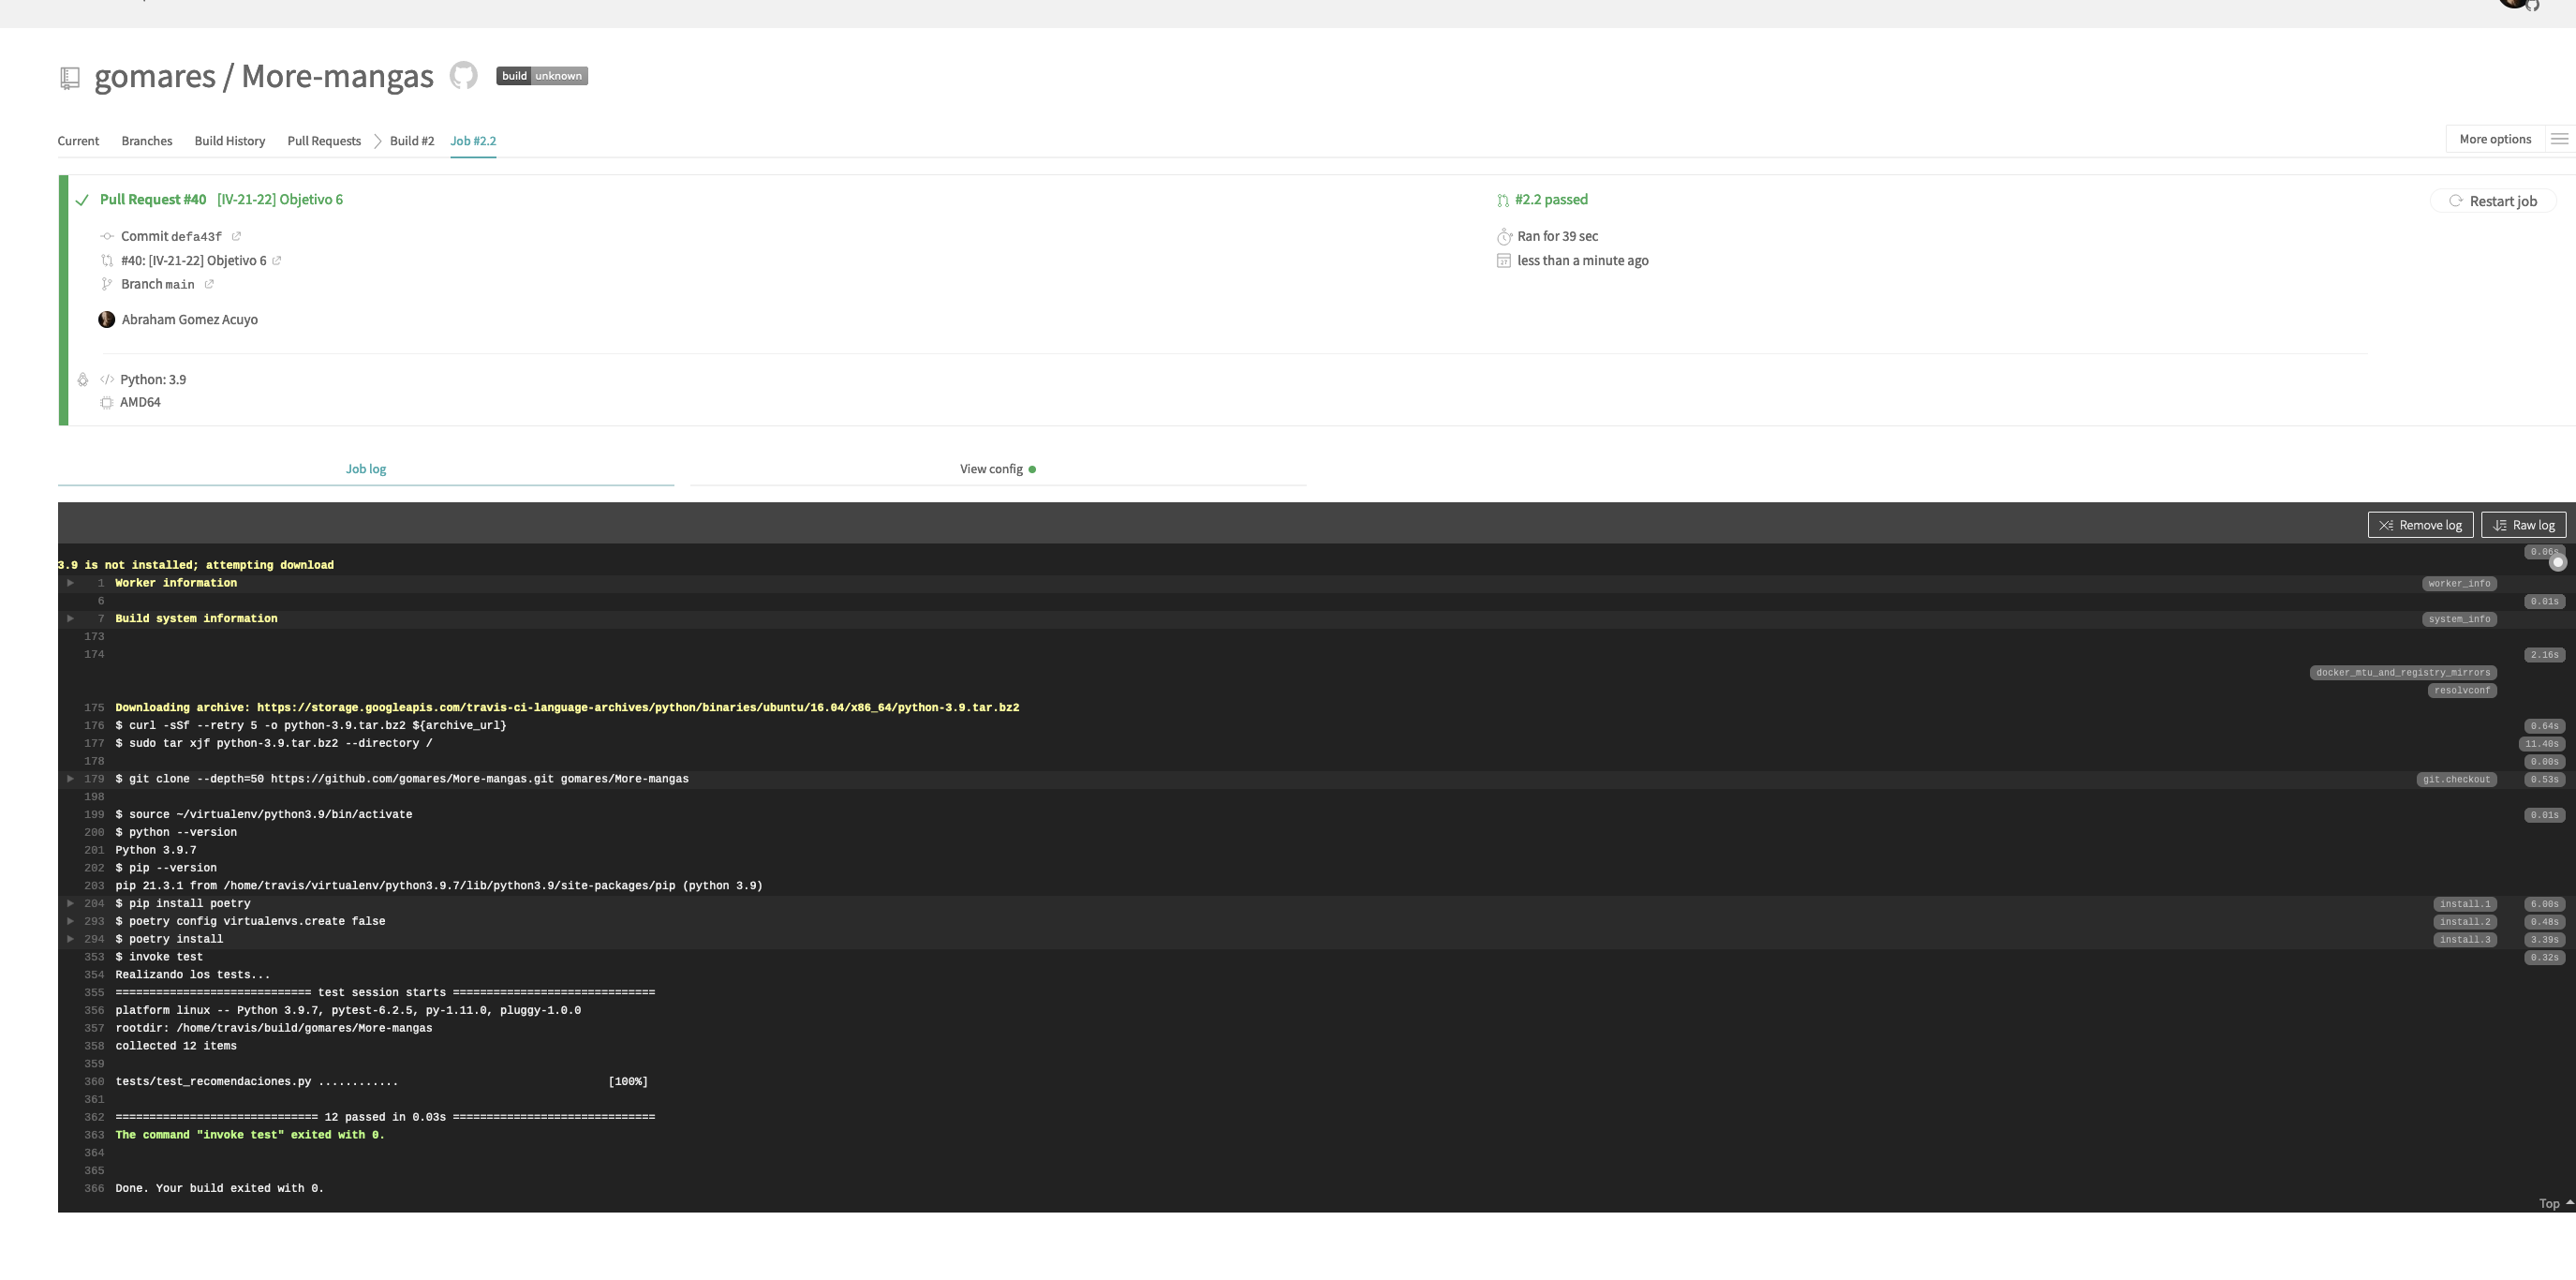 gomares / More-mangas
build unknown
Current Branches Build History Pull Requests Build #2 Job #2.2 More options
Pull Request #40 [IV-21-22] Objetivo 6 #2.2 passed Restart job
Commit defa43f Ran for 39 sec
#40: [IV-21-22] Objetivo 6 less than a minute ago
Branch main
Abraham Gomez Acuyo
</> Python: 3.9
AMD64
Job log View config
Remove log Raw log
0.06s
3.9 is not installed; attempting download
1 Worker information worker_info
6 0.01s
7 Build system information system_info
173
174 2.16s
docker_mtu_and_registry_mirrors
resolvconf
175 Downloading archive: https://storage.googleapis.com/travis-ci-language-archives/python/binaries/ubuntu/16.04/x86_64/python-3.9.tar.bz2
176 $ curl -sSf --retry 5 -o python-3.9.tar.bz2 ${archive_url} 0.64s
177 $ sudo tar xjf python-3.9.tar.bz2 --directory / 11.40s
178 0.00s
179 $ git clone --depth=50 https://github.com/gomares/More-mangas.git gomares/More-mangas git.checkout 0.53s
198
199 $ source ~/virtualenv/python3.9/bin/activate 0.01s
200 $ python --version
201 Python 3.9.7
202 $ pip --version
203 pip 21.3.1 from /home/travis/virtualenv/python3.9.7/lib/python3.9/site-packages/pip (python 3.9)
204 $ pip install poetry install.1 6.00s
293 $ poetry config virtualenvs.create false install.2 0.48s
294 $ poetry install install.3 3.39s
353 $ invoke test 0.32s
354 Realizando los tests...
355 ============================= test session starts ==============================
356 platform linux -- Python 3.9.7, pytest-6.2.5, py-1.11.0, pluggy-1.0.0
357 rootdir: /home/travis/build/gomares/More-mangas
358 collected 12 items
359
360 tests/test_recomendaciones.py ............ [100%]
361
362 ============================== 12 passed in 0.03s ==============================
363 The command "invoke test" exited with 0.
364
365
366 Done. Your build exited with 0.
Top